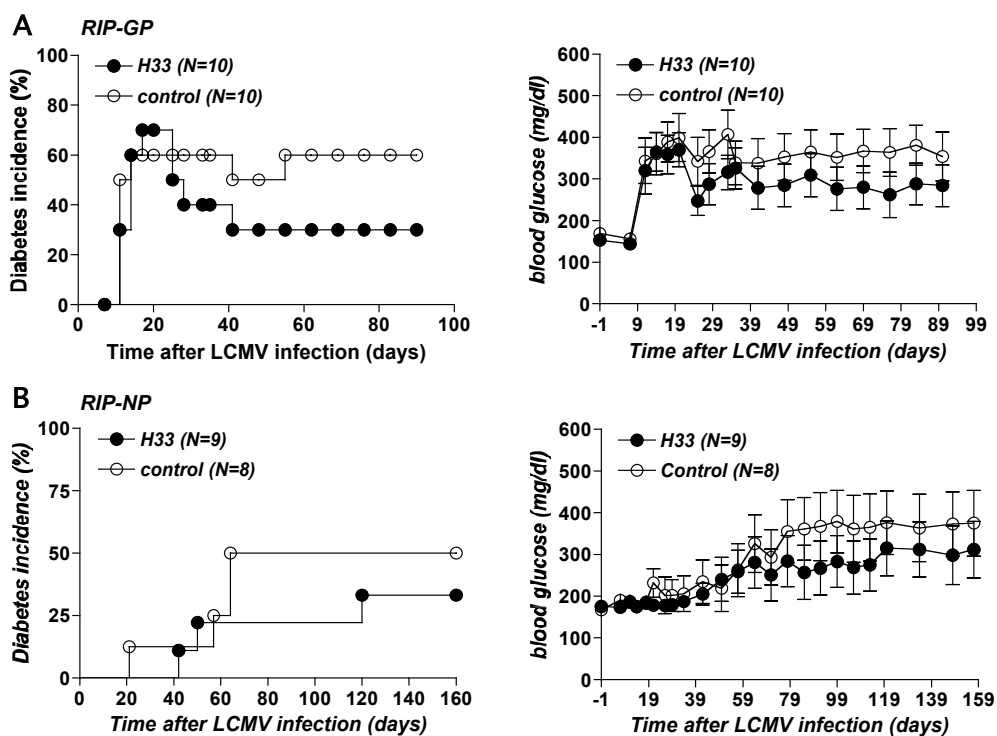 A
RIP-GP
Diabetes incidence (%)
100
80
60
40
20
0
H33 (N=10)
control (N=10)
0 20 40 60 80 100
Time after LCMV infection (days)
blood glucose (mg/dl)
600
500
400
300
200
100
0
H33 (N=10)
control (N=10)
-1 9 19 29 39 49 59 69 79 89 99
Time after LCMV infection (days)
B
RIP-NP
Diabetes incidence (%)
100
75
50
25
0
H33 (N=9)
control (N=8)
0 20 40 60 80 100 120 140 160
Time after LCMV infection (days)
blood glucose (mg/dl)
600
500
400
300
200
100
0
H33 (N=9)
Control (N=8)
-1 19 39 59 79 99 119 139 159
Time after LCMV infection (days)